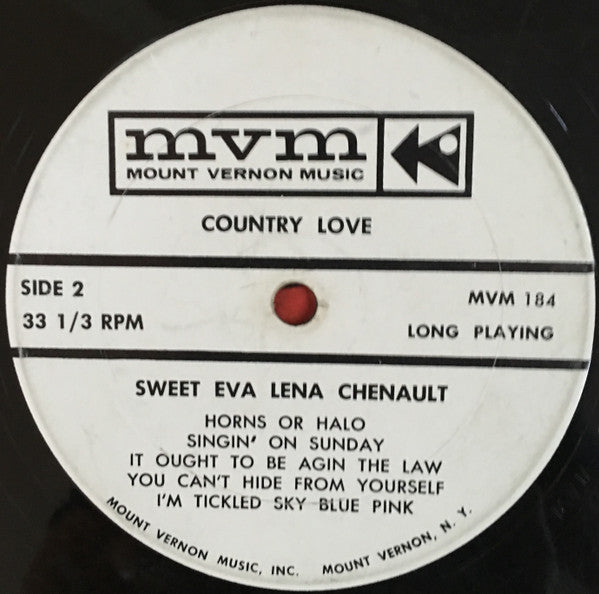 mvm
MOUNT VERNON MUSIC
COUNTRY LOVE
SIDE 2
33 1/3 RPM
MVM 184
LONG PLAYING
SWEET EVA LENA CHENAULT
HORNS OR HALO
SINGIN' ON SUNDAY
IT OUGHT TO BE AGIN THE LAW
YOU CAN'T HIDE FROM YOURSELF
I'M TICKLED SKY BLUE PINK
MOUNT VERNON MUSIC, INC. MOUNT VERNON, N. Y.